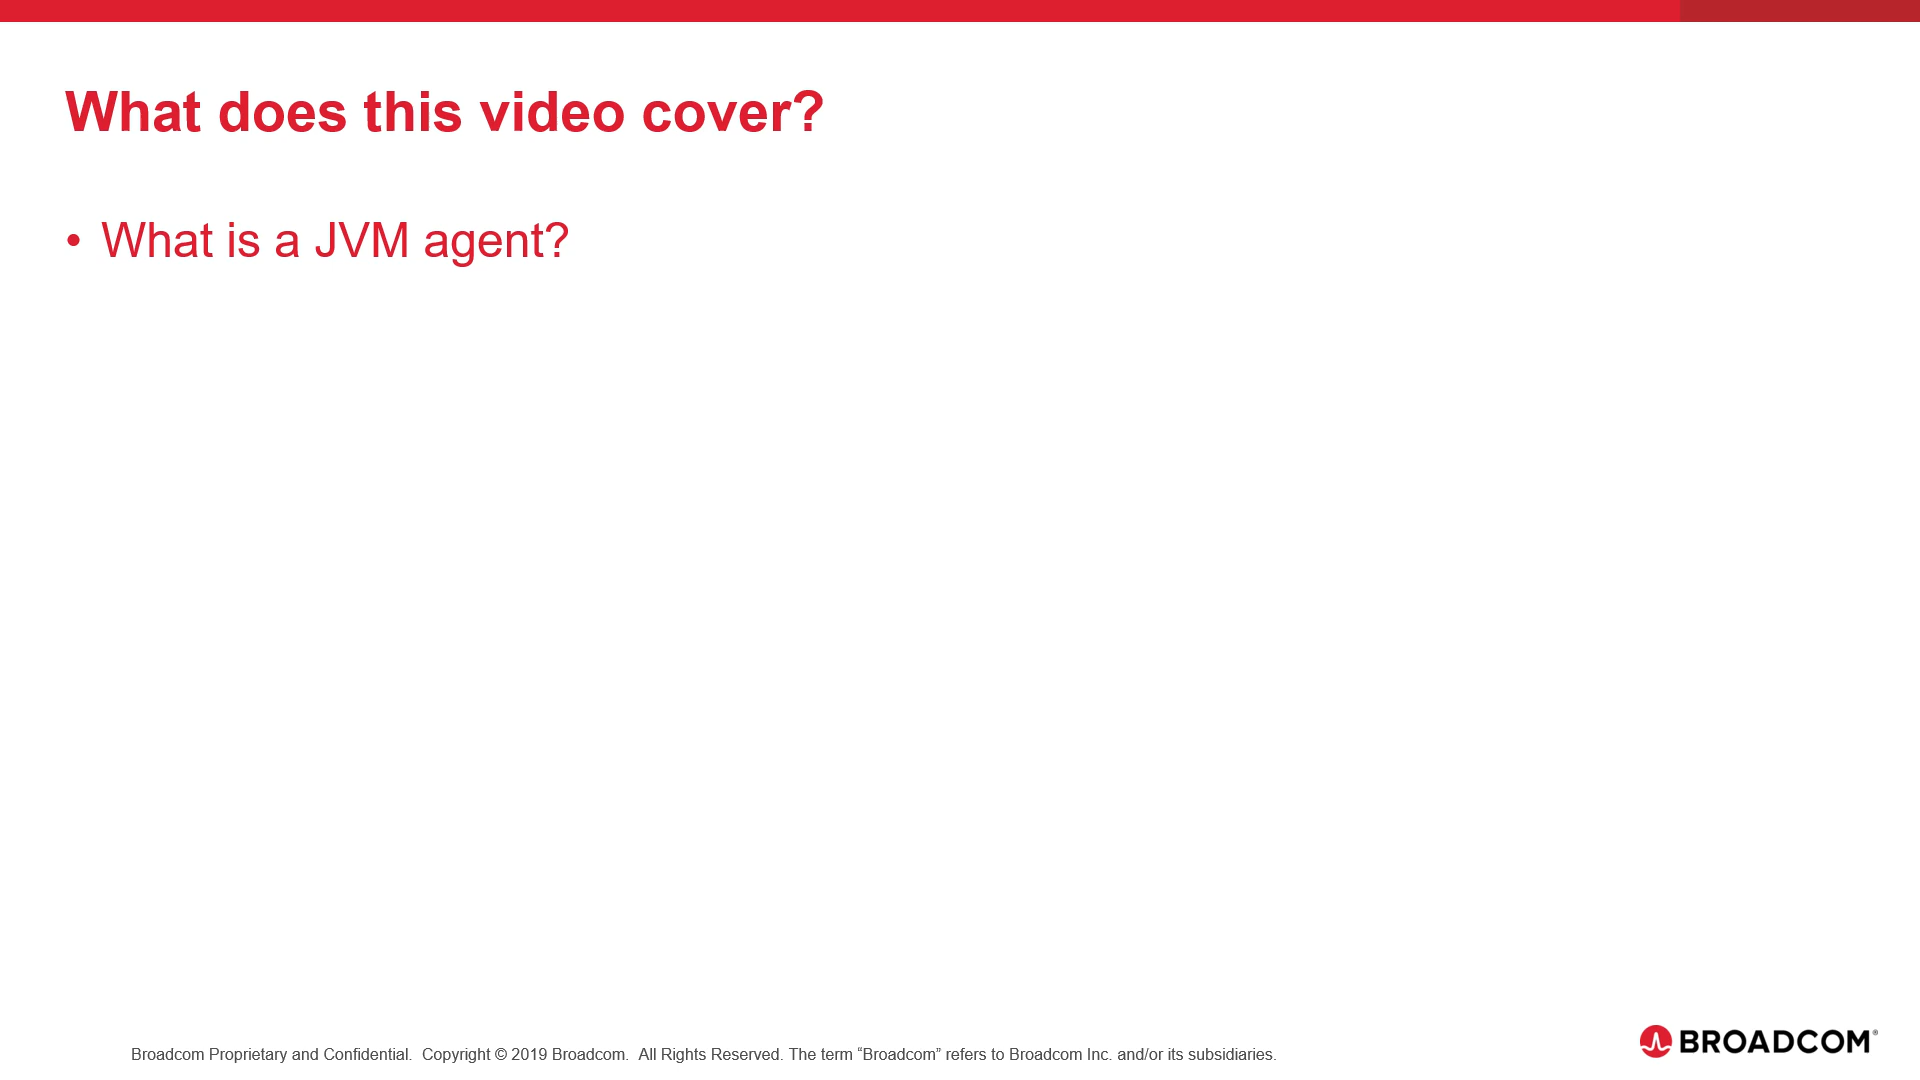 What does this video cover?
• What is a JVM agent?
Broadcom Proprietary and Confidential.  Copyright © 2019 Broadcom.  All Rights Reserved. The term “Broadcom” refers to Broadcom Inc. and/or its subsidiaries.
BROADCOM®